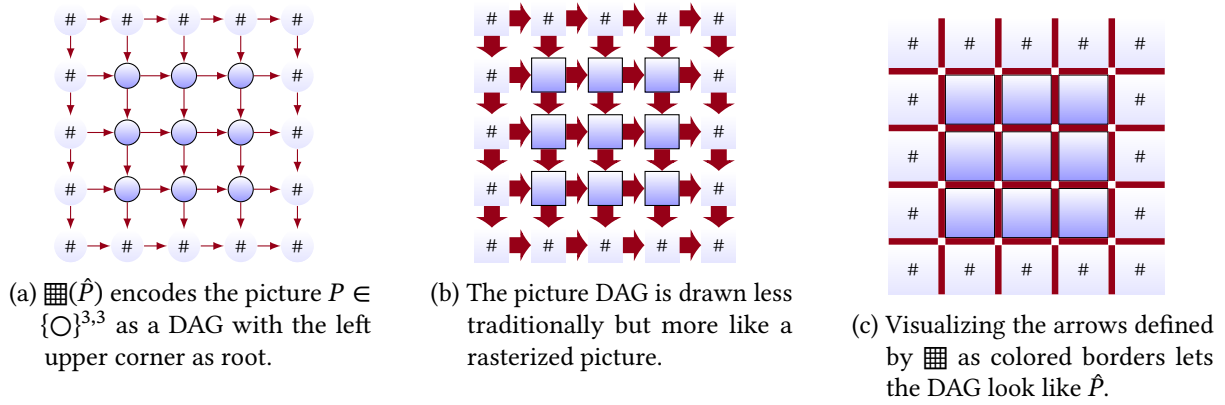 # # # # #
# #
# #
# #
# # # # #
(a) ▦(P̂) encodes the picture P ∈
{○}³,³ as a DAG with the left
upper corner as root.
# # # # #
# #
# #
# #
# # # # #
(b) The picture DAG is drawn less
traditionally but more like a
rasterized picture.
# # # # #
# #
# #
# #
# # # # #
(c) Visualizing the arrows defined
by ▦ as colored borders lets
the DAG look like P̂.